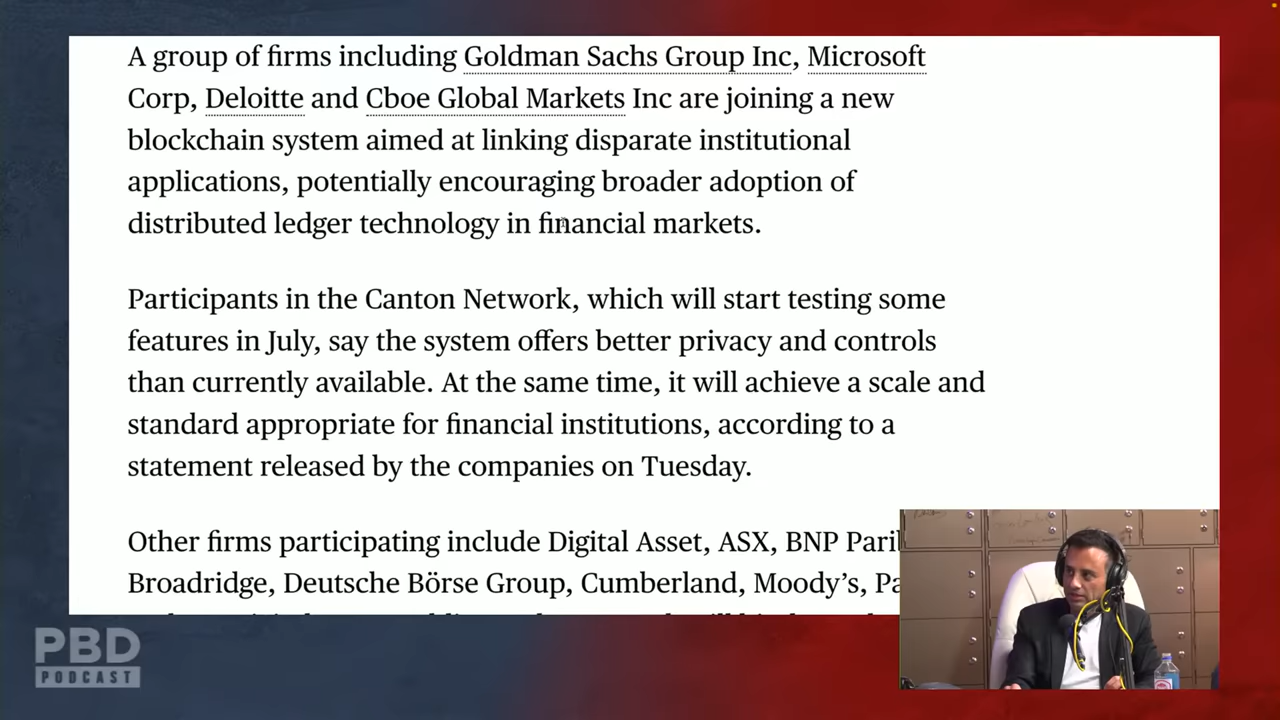 A group of firms including Goldman Sachs Group Inc, Microsoft
Corp, Deloitte and Cboe Global Markets Inc are joining a new
blockchain system aimed at linking disparate institutional
applications, potentially encouraging broader adoption of
distributed ledger technology in financial markets.
Participants in the Canton Network, which will start testing some
features in July, say the system offers better privacy and controls
than currently available. At the same time, it will achieve a scale and
standard appropriate for financial institutions, according to a
statement released by the companies on Tuesday.
Other firms participating include Digital Asset, ASX, BNP
Broadridge, Deutsche Börse Group, Cumberland, Moody's,
PBD
PODCAST